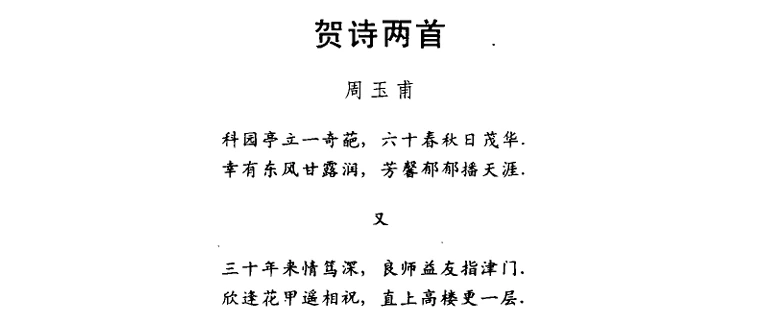 贺诗两首
周玉甫
科园亭立一奇葩，六十春秋日茂华．
幸有东风甘露润，芳馨郁郁播天涯．
又
三十年来情笃深，良师益友指津门．
欣逢花甲遥相祝，直上高楼更一层．